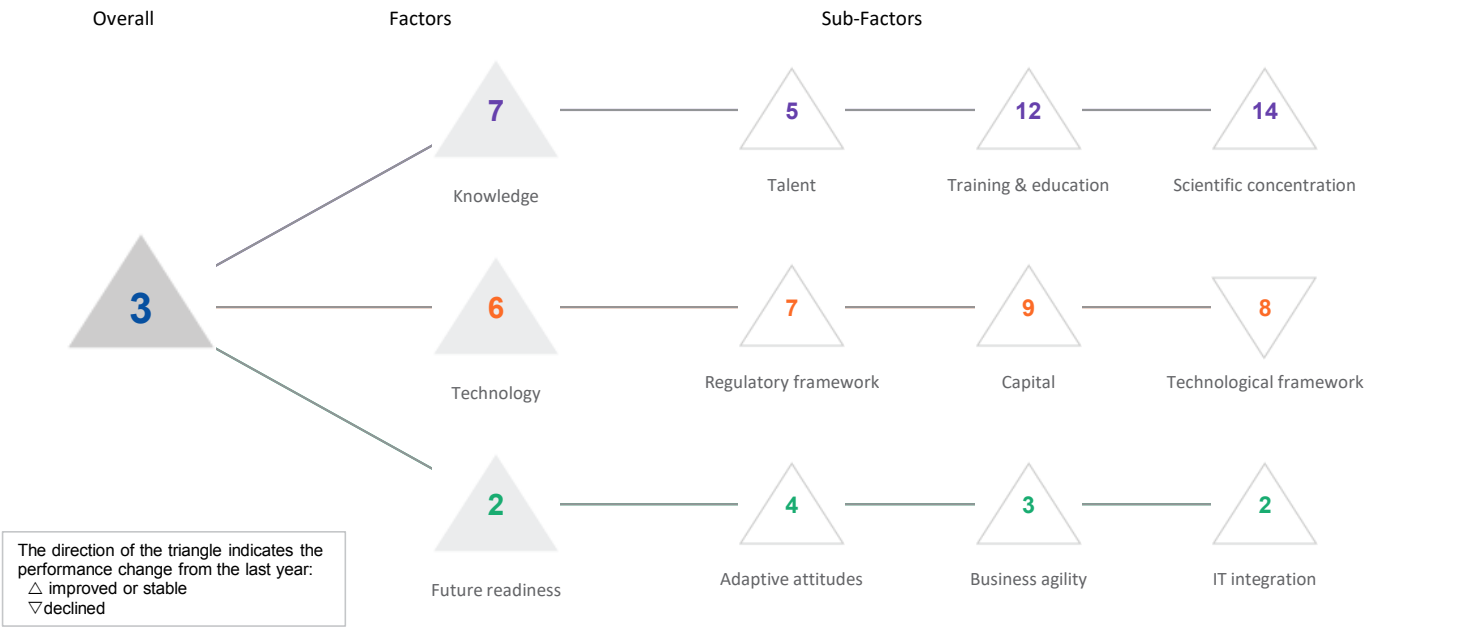 Overall
Factors
Sub-Factors
7
5
12
14
Knowledge
Talent
Training & education
Scientific concentration
3
6
7
9
8
Technology
Regulatory framework
Capital
Technological framework
2
4
3
2
Future readiness
Adaptive attitudes
Business agility
IT integration
The direction of the triangle indicates the
performance change from the last year:
△ improved or stable
▽declined